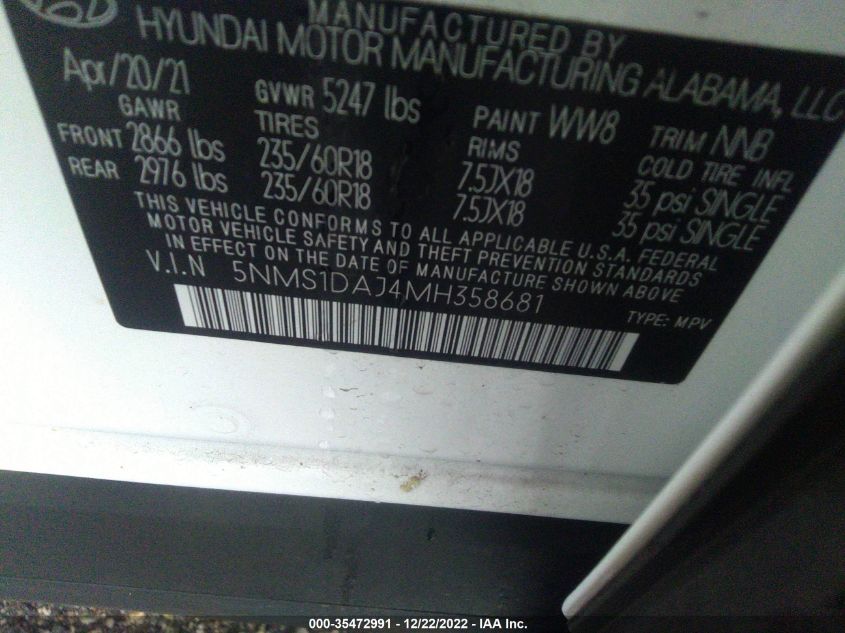 MANUFACTURED BY
HYUNDAI MOTOR MANUFACTURING ALABAMA, LLC
Apr/20/21 GVWR 5247 lbs PAINT WW8 TRIM NNB
GAWR TIRES RIMS COLD TIRE INFL
FRONT 2866 lbs 235/60R18 7.5JX18 35 psi SINGLE
REAR 2976 lbs 235/60R18 7.5JX18 35 psi SINGLE
THIS VEHICLE CONFORMS TO ALL APPLICABLE U.S.A. FEDERAL
MOTOR VEHICLE SAFETY AND THEFT PREVENTION STANDARDS
IN EFFECT ON THE DATE OF MANUFACTURE SHOWN ABOVE
V.I.N 5NMS1DAJ4MH358681
TYPE: MPV
000-35472991 - 12/22/2022 - IAA Inc.